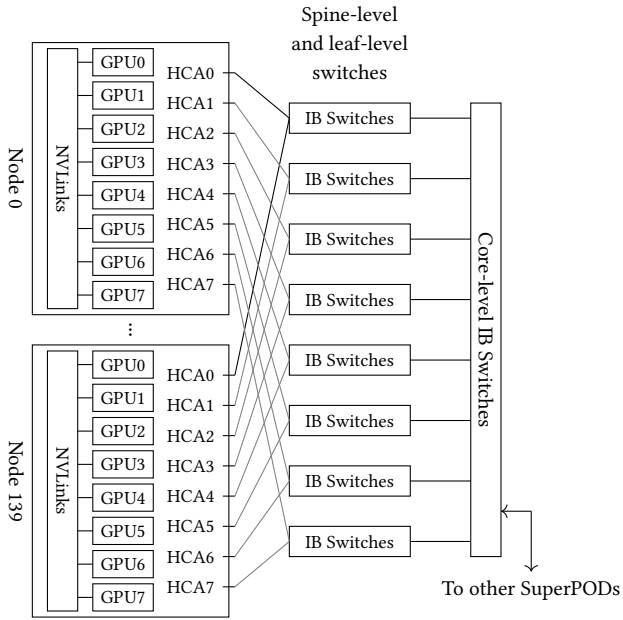 Spine-level
and leaf-level
switches
Node 0
NVLinks
GPU0
GPU1
GPU2
GPU3
GPU4
GPU5
GPU6
GPU7
HCA0
HCA1
HCA2
HCA3
HCA4
HCA5
HCA6
HCA7
...
Node 139
NVLinks
GPU0
GPU1
GPU2
GPU3
GPU4
GPU5
GPU6
GPU7
HCA0
HCA1
HCA2
HCA3
HCA4
HCA5
HCA6
HCA7
IB Switches
IB Switches
IB Switches
IB Switches
IB Switches
IB Switches
IB Switches
IB Switches
Core-level IB Switches
To other SuperPODs